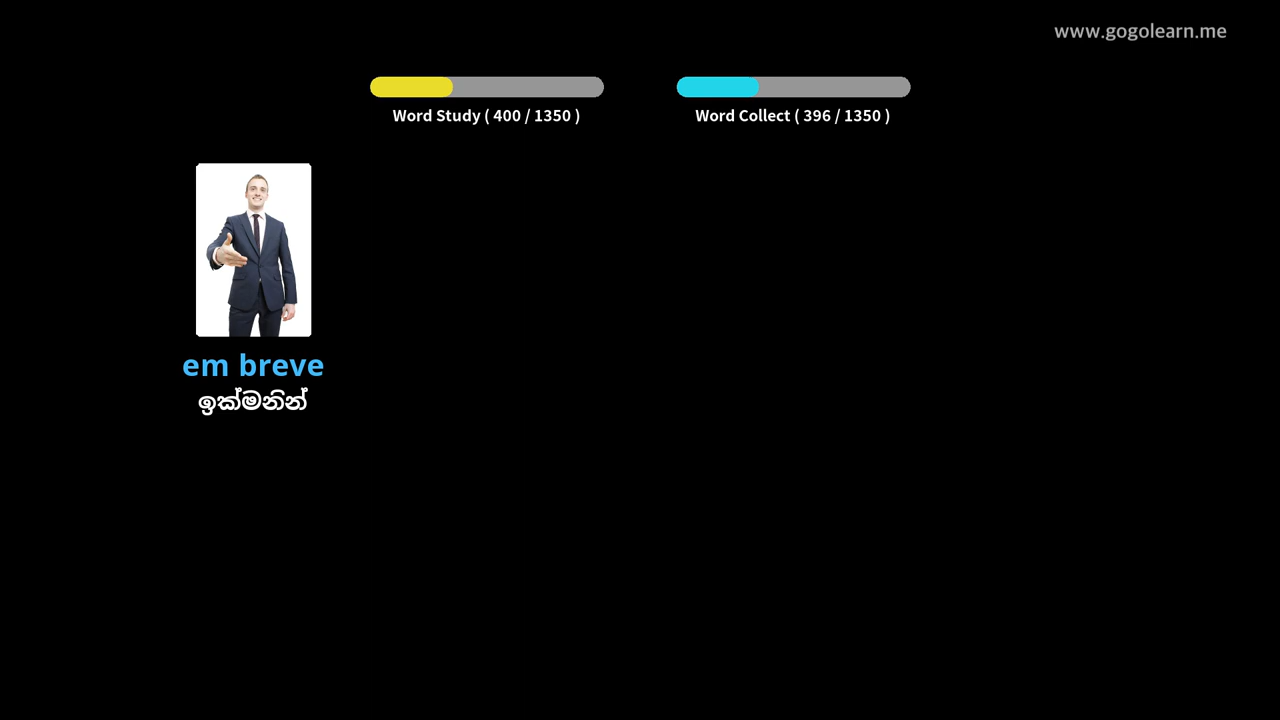 www.gogolearn.me
Word Study ( 400 / 1350 )
Word Collect ( 396 / 1350 )
em breve
ඉක්මනින්